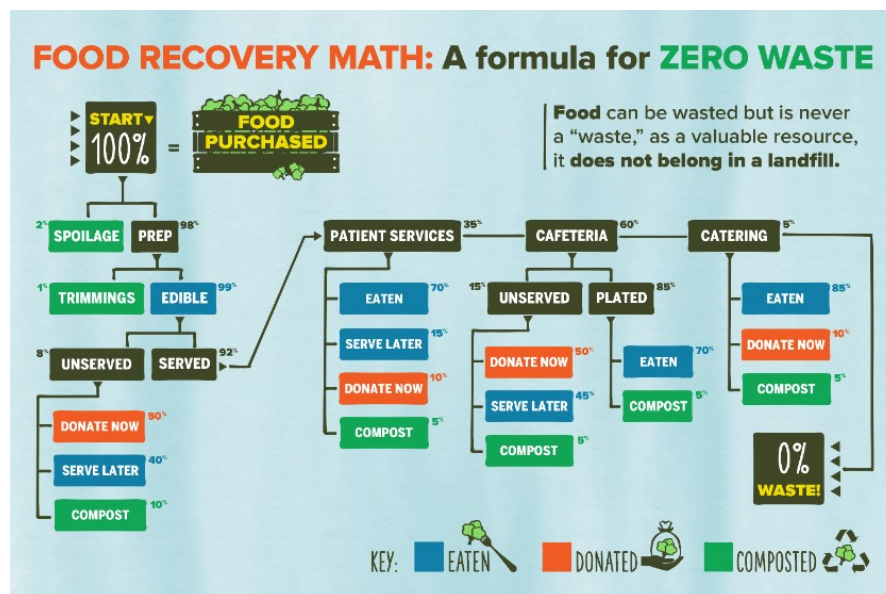 FOOD RECOVERY MATH: A formula for ZERO WASTE
START
100%
=
FOOD
PURCHASED
Food can be wasted but is never
a “waste,” as a valuable resource,
it does not belong in a landfill.
2% SPOILAGE
PREP 98%
1% TRIMMINGS
EDIBLE 99%
8% UNSERVED
SERVED 92%
DONATE NOW 50%
SERVE LATER 40%
COMPOST 10%
PATIENT SERVICES 35%
EATEN 70%
SERVE LATER 15%
DONATE NOW 10%
COMPOST 5%
CAFETERIA 60%
15% UNSERVED
PLATED 85%
DONATE NOW 50%
SERVE LATER 45%
COMPOST 5%
EATEN 70%
COMPOST 5%
CATERING 5%
EATEN 85%
DONATE NOW 10%
COMPOST 5%
0%
WASTE!
KEY: EATEN DONATED COMPOSTED